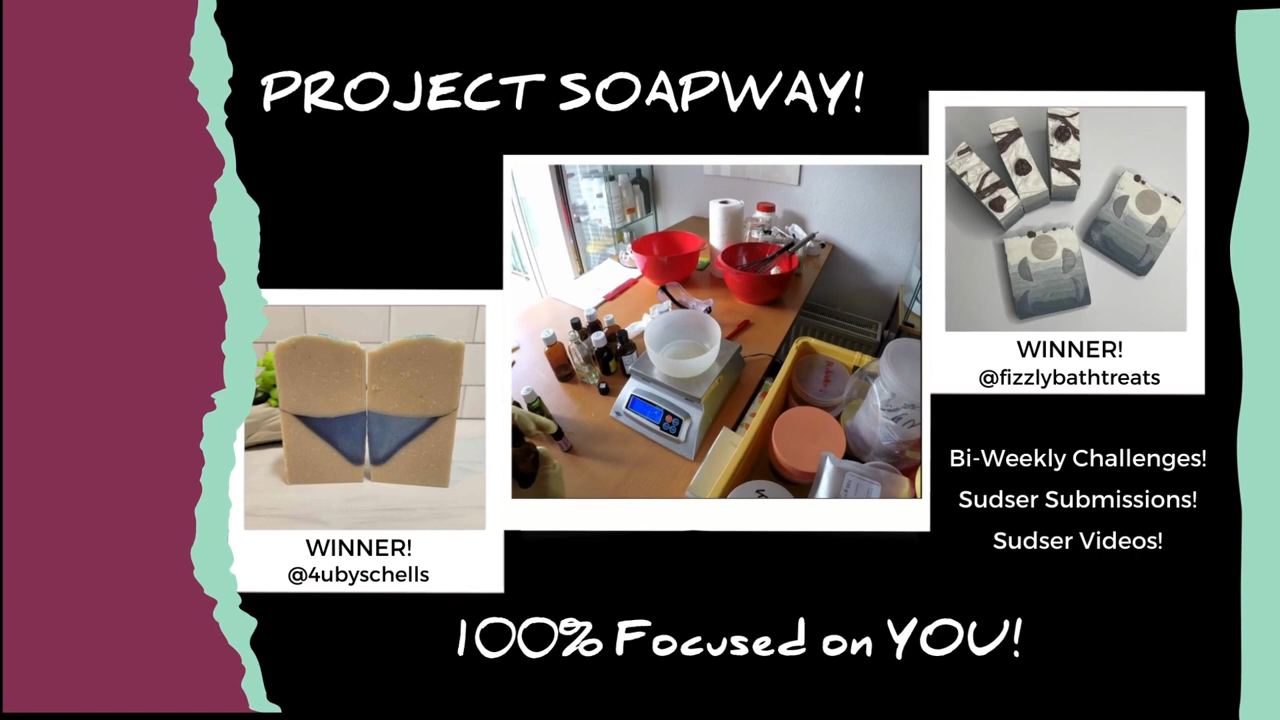 PROJECT SOAPWAY!
WINNER!
@fizzlybathtreats
Bi-Weekly Challenges!
Sudser Submissions!
Sudser Videos!
WINNER!
@4ubyschells
100% Focused on YOU!